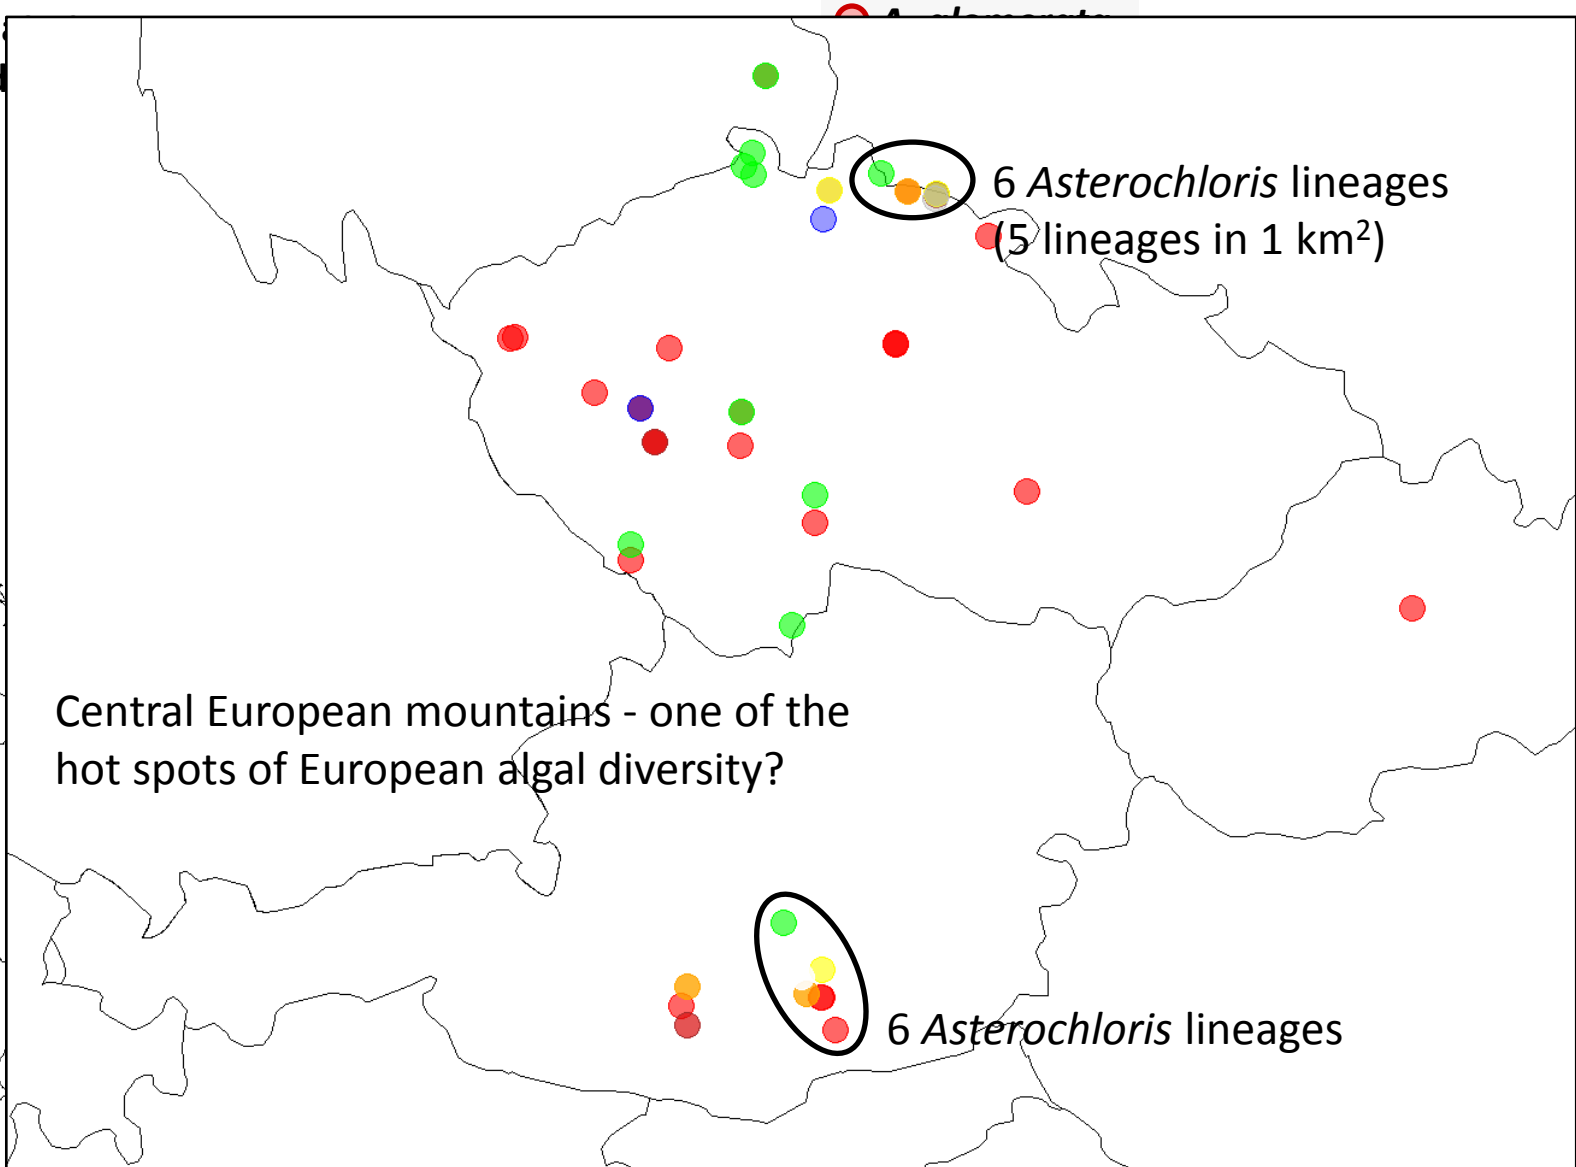 6 Asterochloris lineages
(5 lineages in 1 km²)
Central European mountains - one of the
hot spots of European algal diversity?
6 Asterochloris lineages